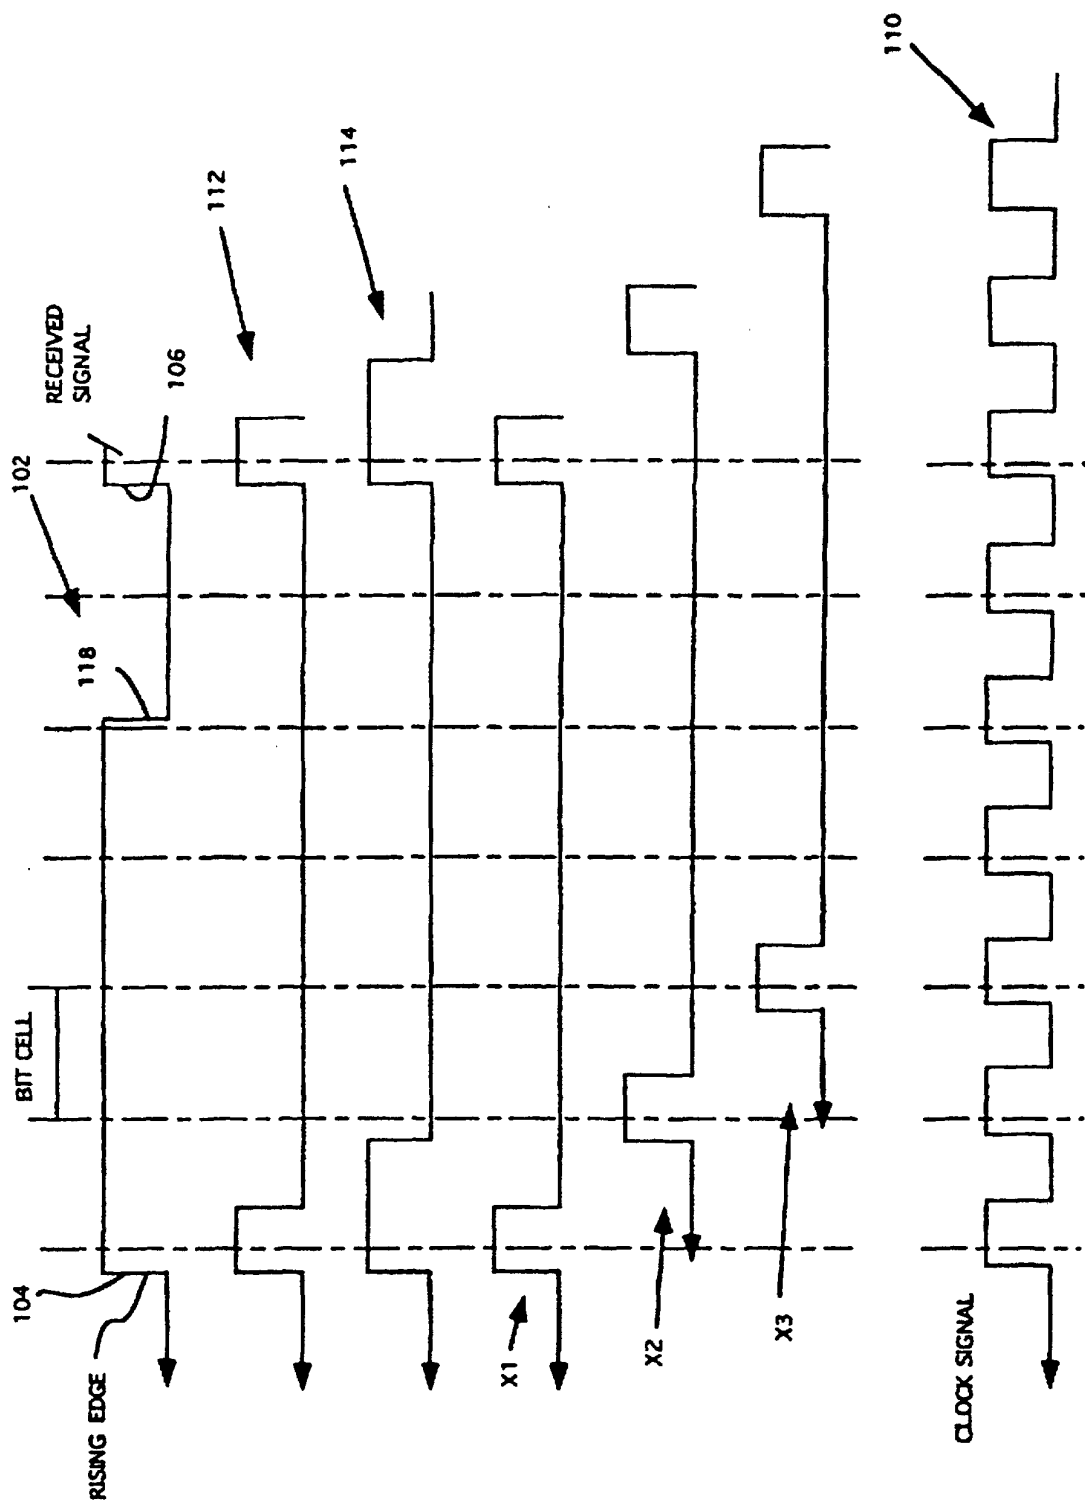 RISING EDGE
104
BIT CELL
118
102
RECEIVED
SIGNAL
106
112
114
X1
X2
X3
CLOCK SIGNAL
110